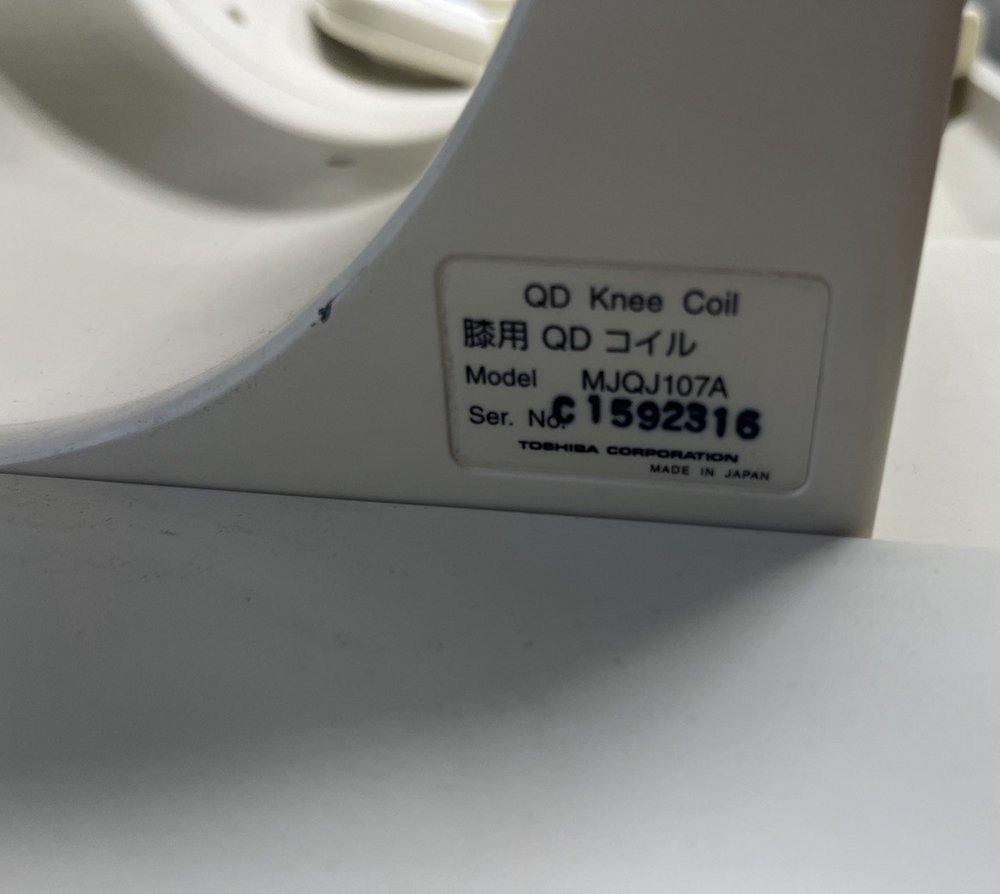 QD Knee Coil
膝用 QD コイル
Model MJQJ107A
Ser. No. C1592316
TOSHIBA CORPORATION
MADE IN JAPAN